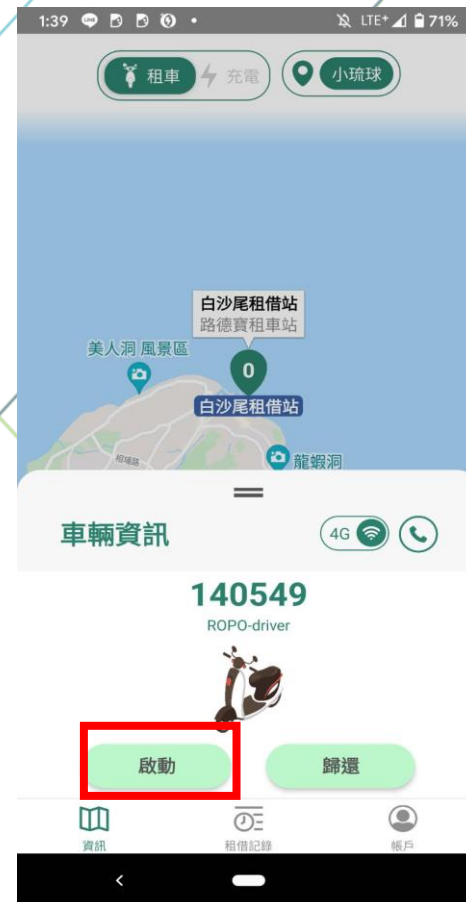 1:39
LTE+ 71%
租車 充電 小琉球
白沙尾租借站
路德寶租車站
美人洞 風景區
0
白沙尾租借站
相埔路
龍蝦洞
車輛資訊
4G
140549
ROPO-driver
啟動 歸還
資訊 租借記錄 帳戶